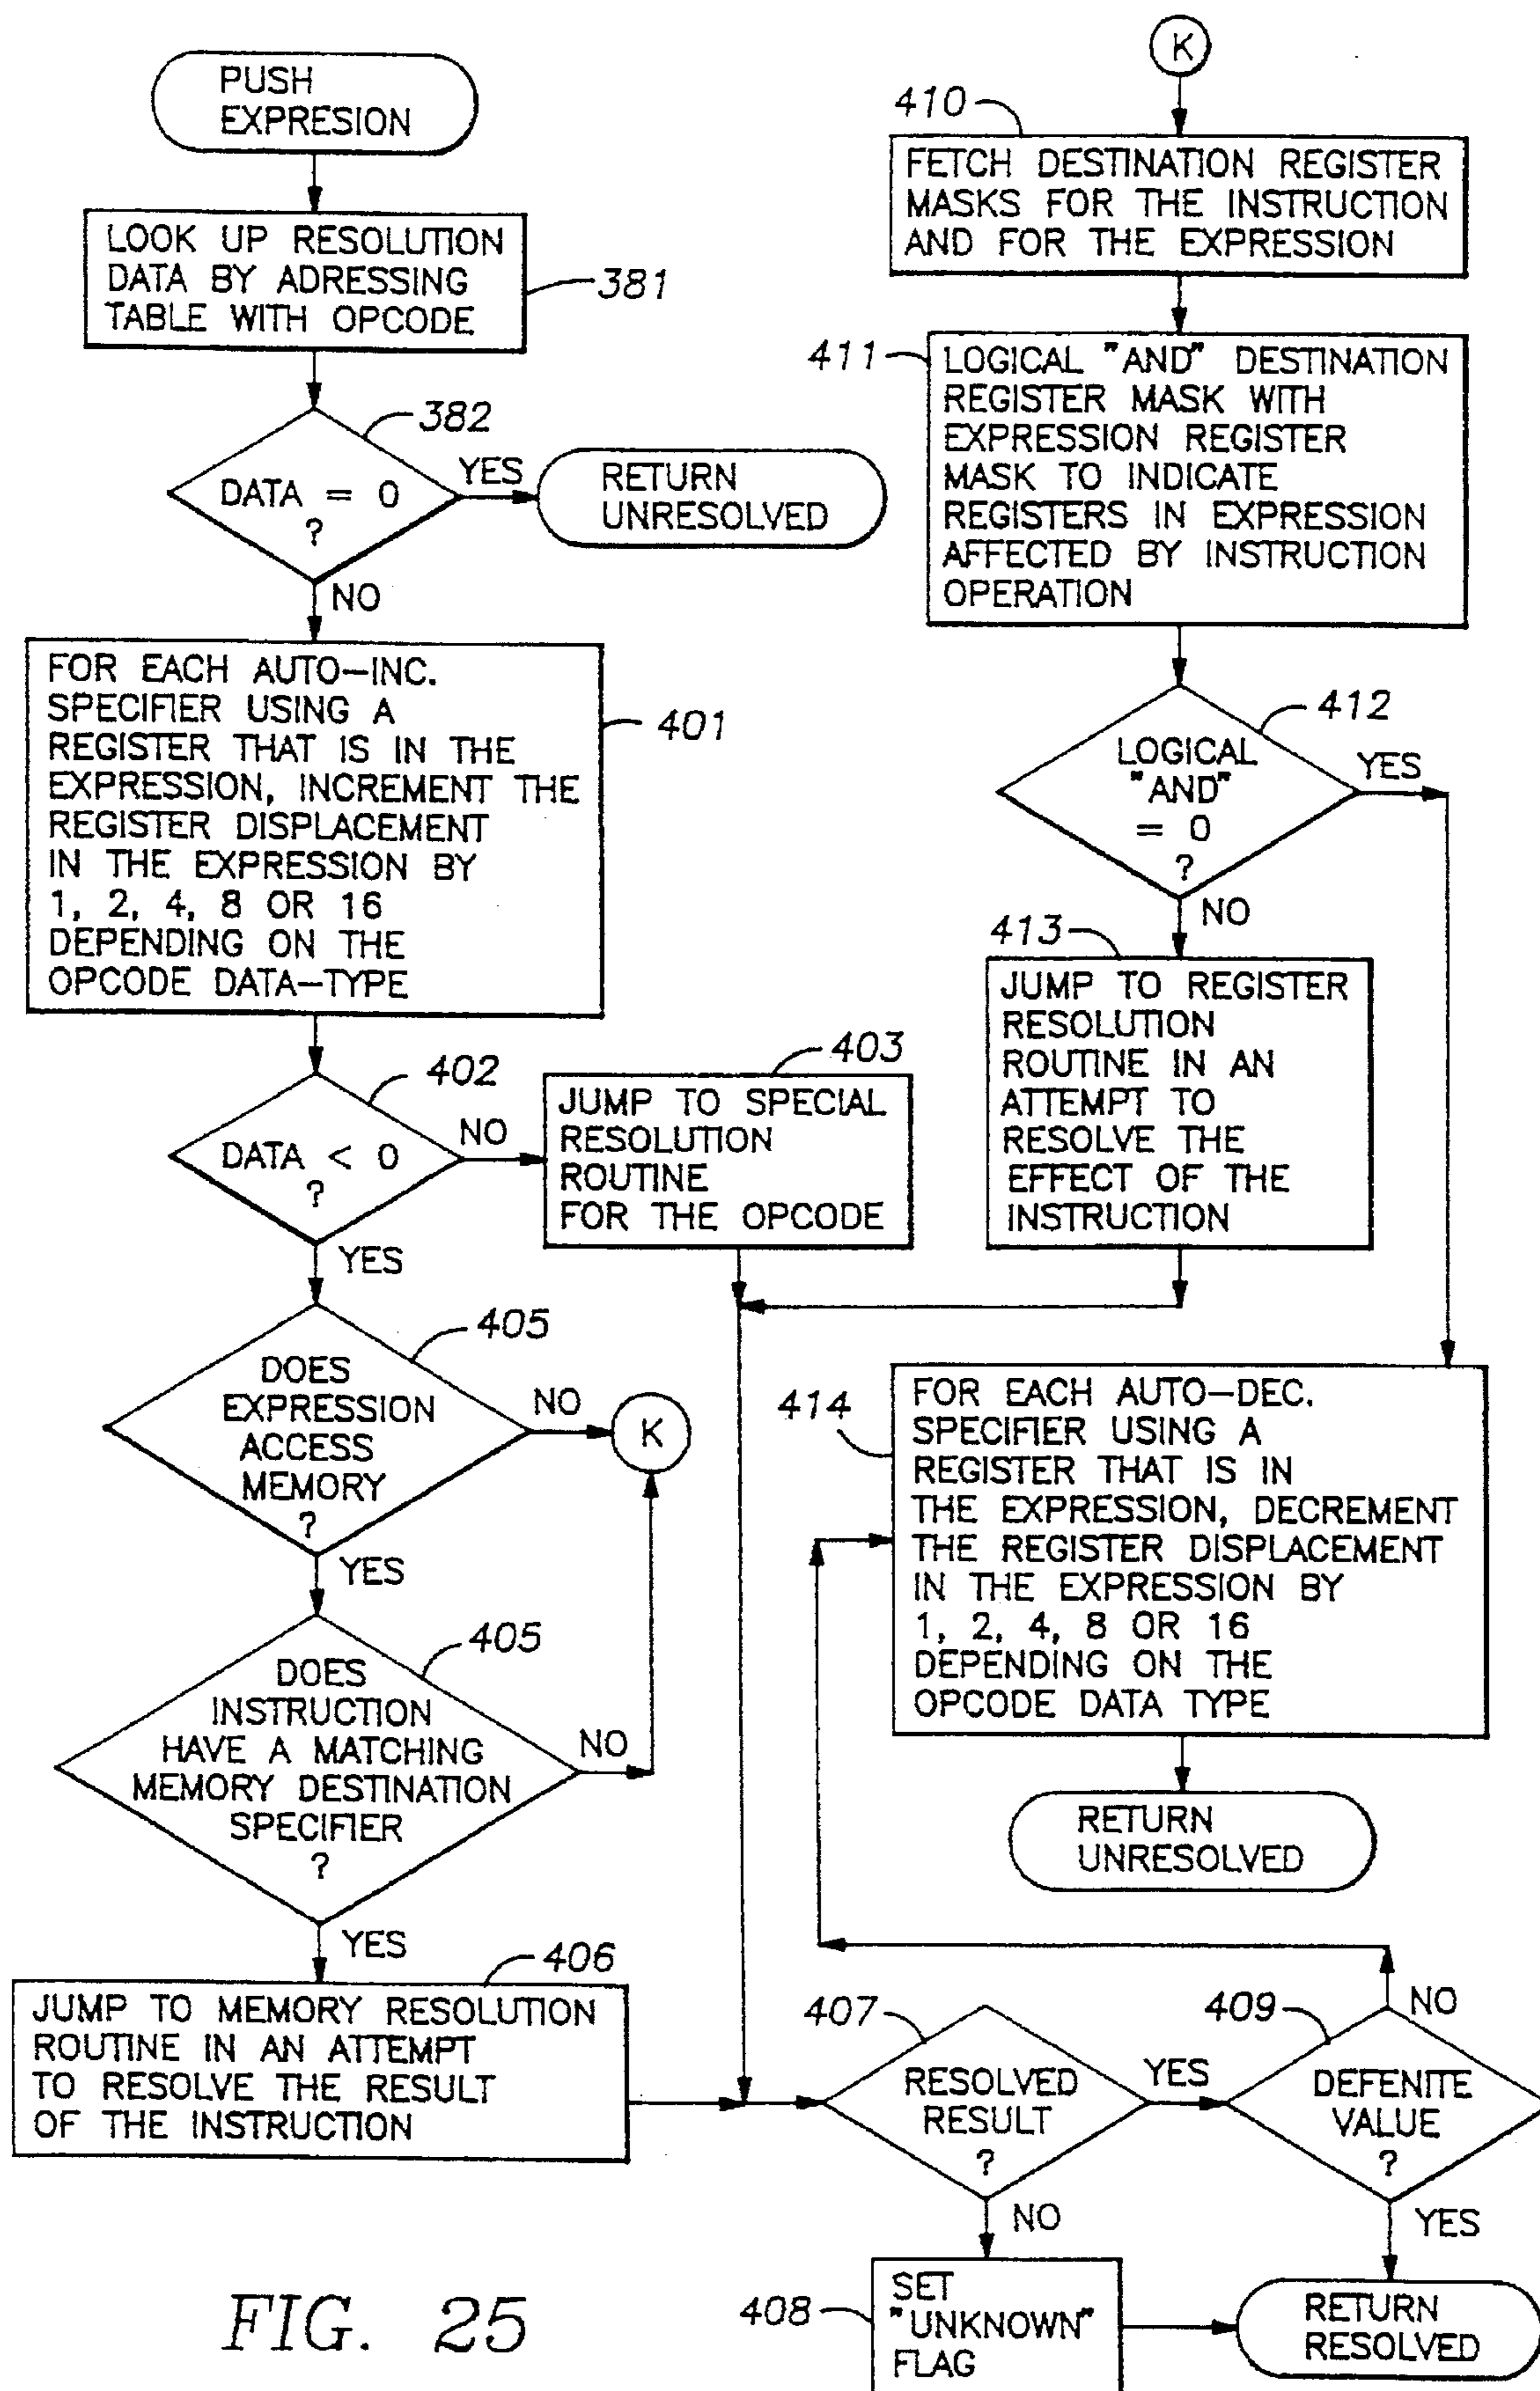 PUSH
EXPRESION
LOOK UP RESOLUTION
DATA BY ADRESSING
TABLE WITH OPCODE
381
382
DATA = 0
?
YES
RETURN
UNRESOLVED
NO
FOR EACH AUTO-INC.
SPECIFIER USING A
REGISTER THAT IS IN THE
EXPRESSION, INCREMENT THE
REGISTER DISPLACEMENT
IN THE EXPRESSION BY
1, 2, 4, 8 OR 16
DEPENDING ON THE
OPCODE DATA-TYPE
401
402
DATA < 0
?
NO
403
JUMP TO SPECIAL
RESOLUTION
ROUTINE
FOR THE OPCODE
YES
405
DOES
EXPRESSION
ACCESS
MEMORY
?
NO
K
YES
405
DOES
INSTRUCTION
HAVE A MATCHING
MEMORY DESTINATION
SPECIFIER
?
NO
YES
406
JUMP TO MEMORY RESOLUTION
ROUTINE IN AN ATTEMPT
TO RESOLVE THE RESULT
OF THE INSTRUCTION
K
410
FETCH DESTINATION REGISTER
MASKS FOR THE INSTRUCTION
AND FOR THE EXPRESSION
411
LOGICAL "AND" DESTINATION
REGISTER MASK WITH
EXPRESSION REGISTER
MASK TO INDICATE
REGISTERS IN EXPRESSION
AFFECTED BY INSTRUCTION
OPERATION
412
LOGICAL
"AND"
= 0
?
YES
NO
413
JUMP TO REGISTER
RESOLUTION
ROUTINE IN AN
ATTEMPT TO
RESOLVE THE
EFFECT OF THE
INSTRUCTION
414
FOR EACH AUTO-DEC.
SPECIFIER USING A
REGISTER THAT IS IN
THE EXPRESSION, DECREMENT
THE REGISTER DISPLACEMENT
IN THE EXPRESSION BY
1, 2, 4, 8 OR 16
DEPENDING ON THE
OPCODE DATA TYPE
RETURN
UNRESOLVED
407
RESOLVED
RESULT
?
YES
409
DEFENITE
VALUE
?
NO
NO
YES
408
SET
"UNKNOWN"
FLAG
RETURN
RESOLVED
FIG. 25